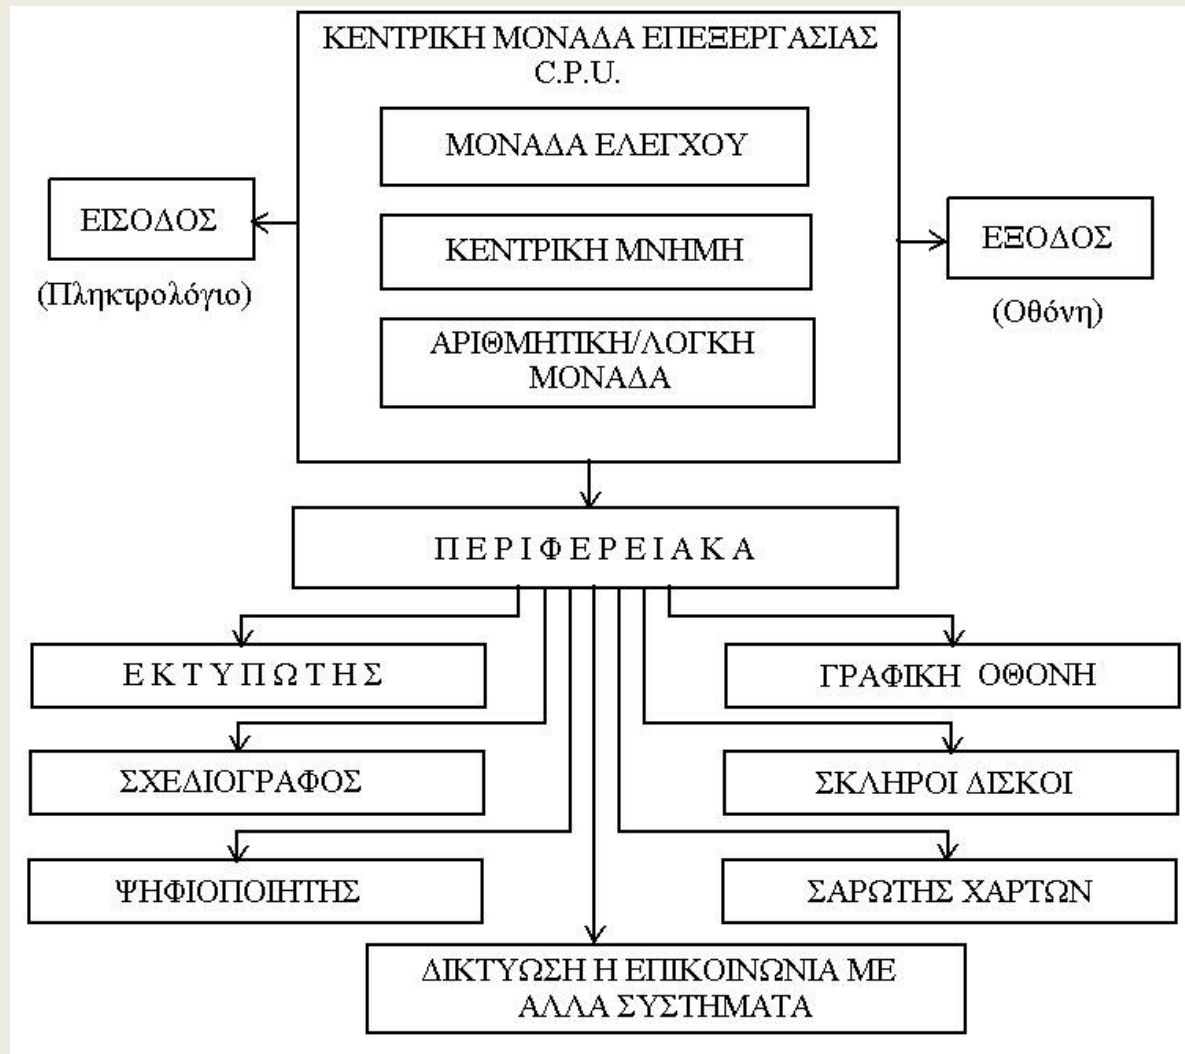 ΚΕΝΤΡΙΚΗ ΜΟΝΑΔΑ ΕΠΕΞΕΡΓΑΣΙΑΣ
C.P.U.
ΜΟΝΑΔΑ ΕΛΕΓΧΟΥ
ΕΙΣΟΔΟΣ
(Πληκτρολόγιο)
ΚΕΝΤΡΙΚΗ ΜΝΗΜΗ
ΕΞΟΔΟΣ
(Οθόνη)
ΑΡΙΘΜΗΤΙΚΗ/ΛΟΓΚΗ
ΜΟΝΑΔΑ
Π Ε Ρ Ι Φ Ε Ρ Ε Ι Α Κ Α
Ε Κ Τ Υ Π Ω Τ Η Σ
ΓΡΑΦΙΚΗ ΟΘΟΝΗ
ΣΧΕΔΙΟΓΡΑΦΟΣ
ΣΚΛΗΡΟΙ ΔΙΣΚΟΙ
ΨΗΦΙΟΠΟΙΗΤΗΣ
ΣΑΡΩΤΗΣ ΧΑΡΤΩΝ
ΔΙΚΤΥΩΣΗ Η ΕΠΙΚΟΙΝΩΝΙΑ ΜΕ
ΑΛΛΑ ΣΥΣΤΗΜΑΤΑ